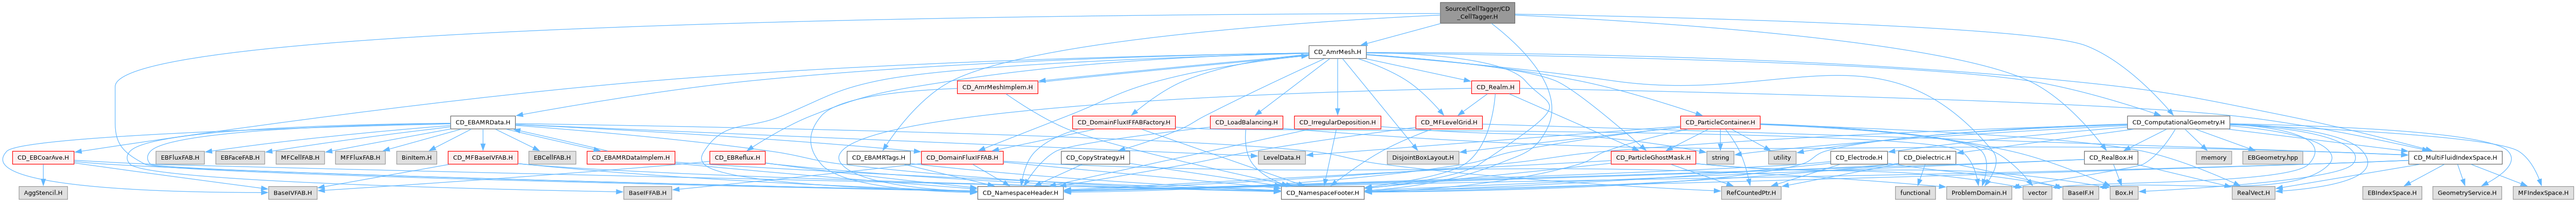 Source/CellTagger/CD
_CellTagger.H
CD_AmrMesh.H
CD_AmrMeshImplem.H
CD_Realm.H
CD_EBAMRData.H
CD_DomainFluxIFFABFactory.H
CD_LoadBalancing.H
CD_IrregularDeposition.H
CD_MFLevelGrid.H
CD_ParticleContainer.H
CD_ComputationalGeometry.H
CD_EBCoarAve.H
EBFluxFAB.H
EBFaceFAB.H
MFCellFAB.H
MFFluxFAB.H
BinItem.H
CD_MFBaseIVFAB.H
EBCellFAB.H
CD_EBAMRDataImplem.H
CD_EBReflux.H
CD_EBAMRTags.H
CD_DomainFluxIFFAB.H
CD_CopyStrategy.H
LevelData.H
DisjointBoxLayout.H
CD_ParticleGhostMask.H
string
utility
CD_Electrode.H
CD_Dielectric.H
CD_RealBox.H
memory
EBGeometry.hpp
CD_MultiFluidIndexSpace.H
AggStencil.H
BaseIVFAB.H
BaseIFFAB.H
CD_NamespaceHeader.H
CD_NamespaceFooter.H
RefCountedPtr.H
functional
ProblemDomain.H
vector
BaseIF.H
Box.H
RealVect.H
EBIndexSpace.H
GeometryService.H
MFIndexSpace.H